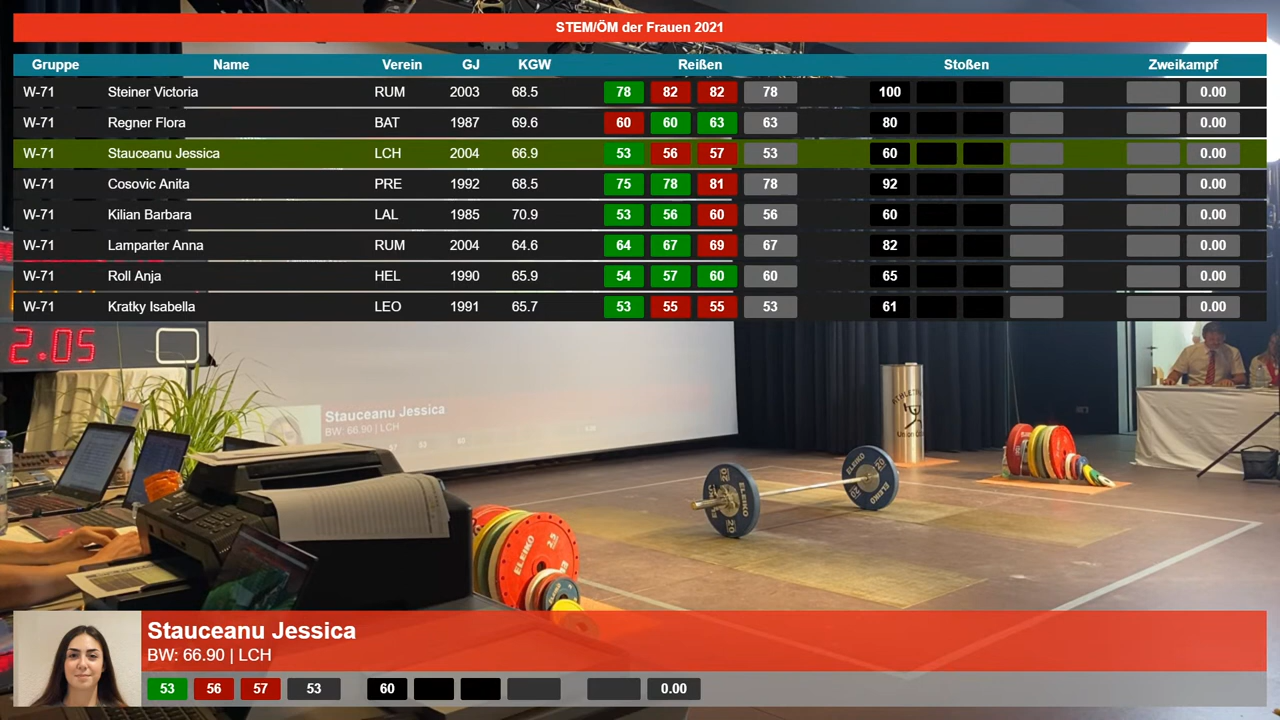 STEM/ÖM der Frauen 2021
Gruppe Name Verein GJ KGW Reißen Stoßen Zweikampf
W-71 Steiner Victoria RUM 2003 68.5 78 82 82 78 100 0.00
W-71 Regner Flora BAT 1987 69.6 60 60 63 63 80 0.00
W-71 Stauceanu Jessica LCH 2004 66.9 53 56 57 53 60 0.00
W-71 Cosovic Anita PRE 1992 68.5 75 78 81 78 92 0.00
W-71 Kilian Barbara LAL 1985 70.9 53 56 60 56 60 0.00
W-71 Lamparter Anna RUM 2004 64.6 64 67 69 67 82 0.00
W-71 Roll Anja HEL 1990 65.9 54 57 60 60 65 0.00
W-71 Kratky Isabella LEO 1991 65.7 53 55 55 53 61 0.00
2.05
Stauceanu Jessica
BW: 66.90 | LCH
ELEIKO
20
ELEIKO
20
ELEIKO
2.5
Stauceanu Jessica
BW: 66.90 | LCH
53 56 57 53 60 0.00